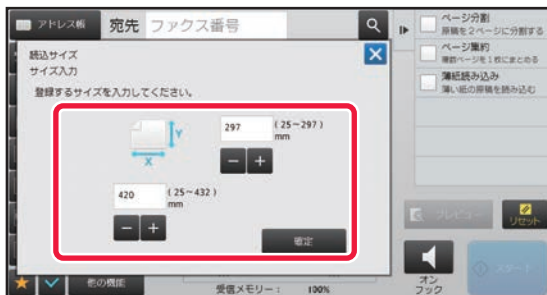 アドレス帳 宛先 ファクス番号
ページ分割
原稿を2ページに分割する
ページ集約
複数ページを1枚にまとめる
薄紙読み込み
薄い紙の原稿を読み込む
読込サイズ
サイズ入力
登録するサイズを入力してください。
Y
X
297 (25~297)
mm
420 (25~432)
mm
確定
プレビュー
リセット
オン
フック
スタート
他の機能
受信メモリー: 100%